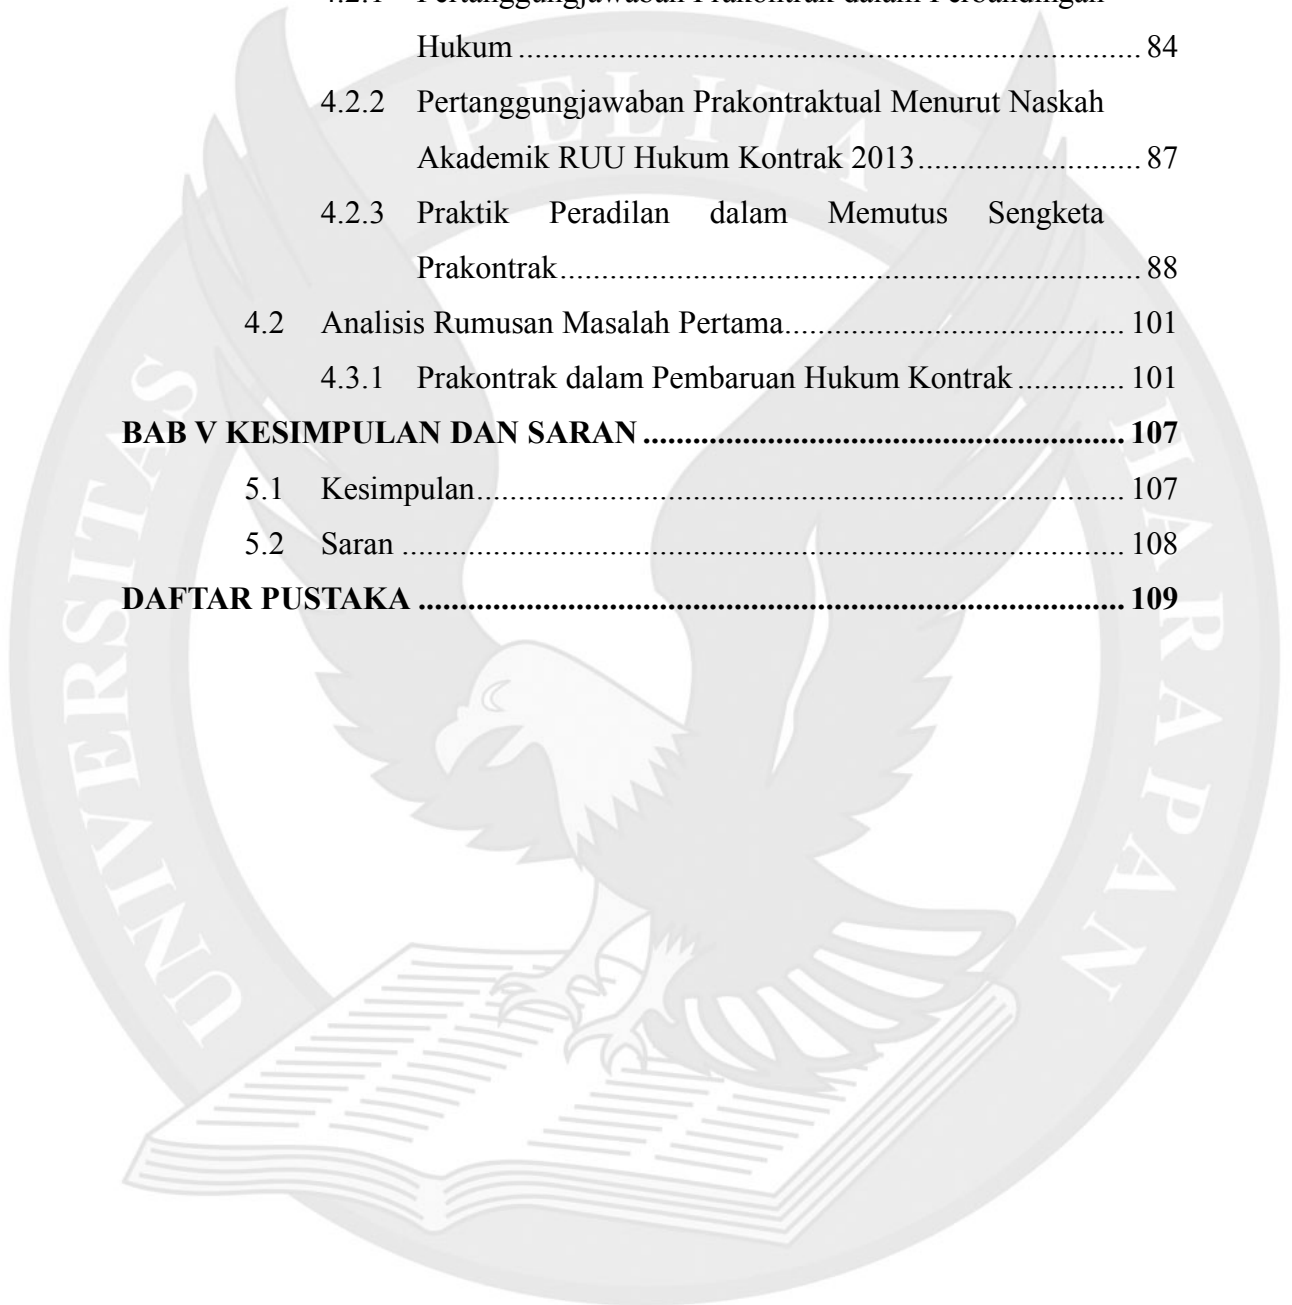 Hukum ........................................................................... 84
4.2.2 Pertanggungjawaban Prakontraktual Menurut Naskah
Akademik RUU Hukum Kontrak 2013 ........................... 87
4.2.3 Praktik Peradilan dalam Memutus Sengketa
Prakontrak ...................................................................... 88
4.2 Analisis Rumusan Masalah Pertama ......................................... 101
4.3.1 Prakontrak dalam Pembaruan Hukum Kontrak ............ 101
BAB V KESIMPULAN DAN SARAN ......................................................... 107
5.1 Kesimpulan ............................................................................... 107
5.2 Saran ........................................................................................ 108
DAFTAR PUSTAKA .................................................................................... 109
UNIVERSITAS PELITA HARAPAN